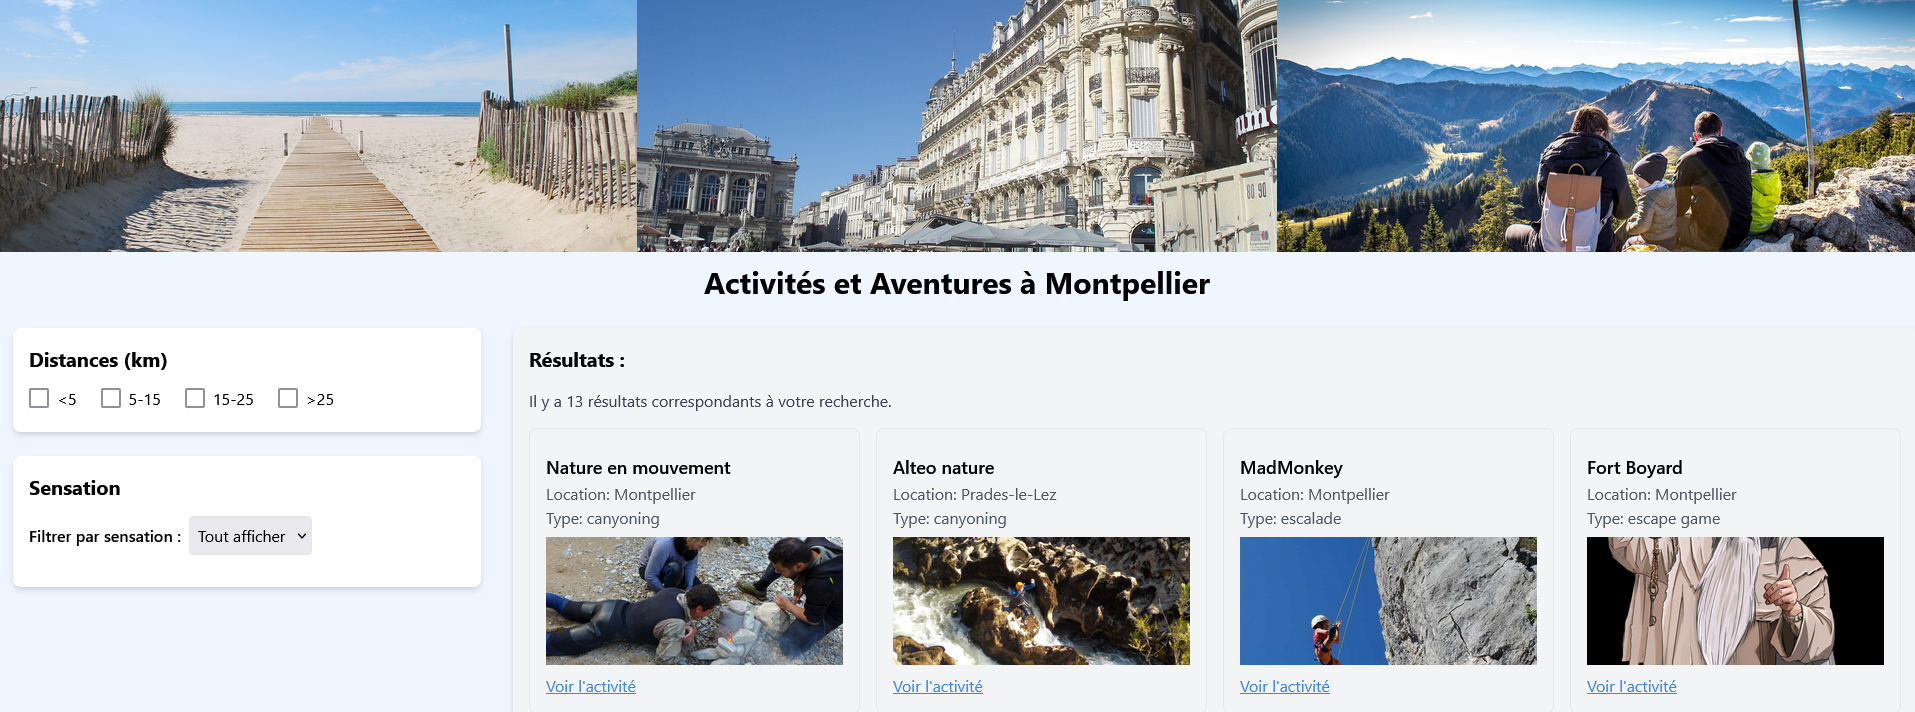 80 90
Activités et Aventures à Montpellier
Distances (km)
<5
5-15
15-25
>25
Sensation
Filtrer par sensation :
Tout afficher
Résultats :
Il y a 13 résultats correspondants à votre recherche.
Nature en mouvement
Location: Montpellier
Type: canyoning
Voir l'activité
Alteo nature
Location: Prades-le-Lez
Type: canyoning
Voir l'activité
MadMonkey
Location: Montpellier
Type: escalade
Voir l'activité
Fort Boyard
Location: Montpellier
Type: escape game
Voir l'activité